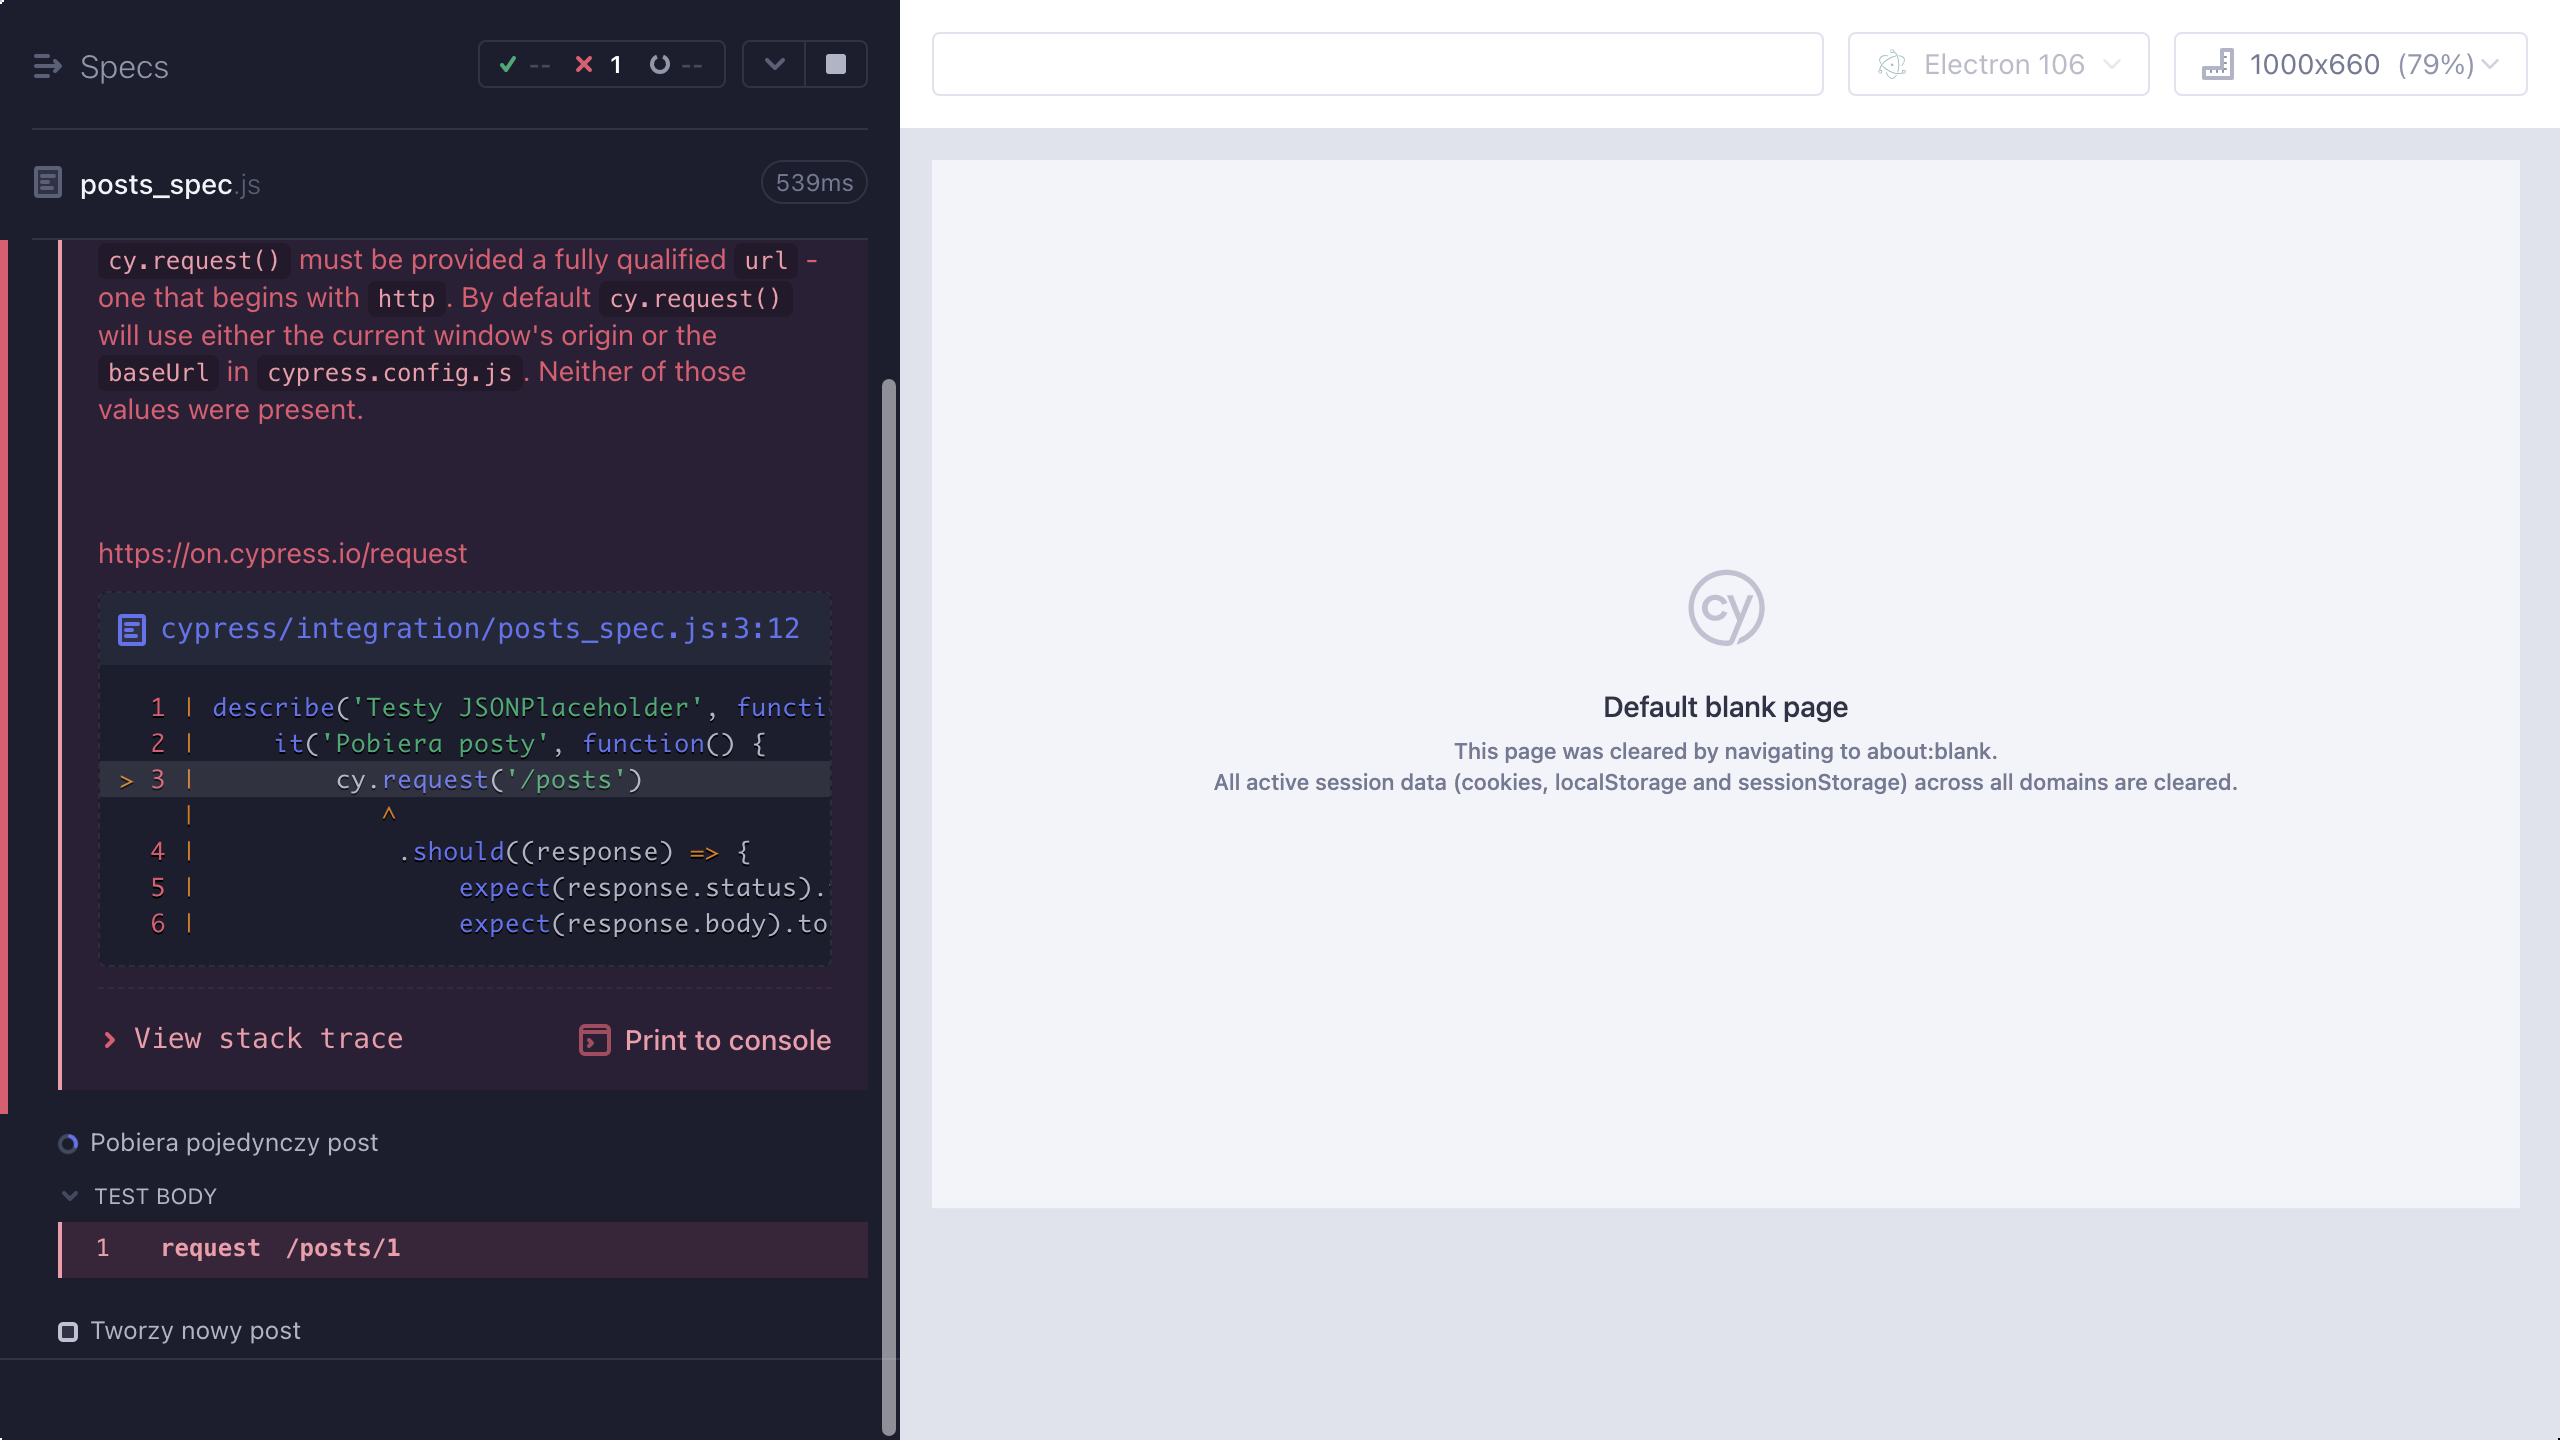 Specs
-- 1 --
posts_spec.js
539ms
cy.request() must be provided a fully qualified url -
one that begins with http . By default cy.request()
will use either the current window's origin or the
baseUrl in cypress.config.js . Neither of those
values were present.
https://on.cypress.io/request
cypress/integration/posts_spec.js:3:12
1 | describe('Testy JSONPlaceholder', functi
2 | it('Pobiera posty', function() {
> 3 | cy.request('/posts')
| ^
4 | .should((response) => {
5 | expect(response.status).
6 | expect(response.body).to
> View stack trace
Print to console
Pobiera pojedynczy post
TEST BODY
1 request /posts/1
Tworzy nowy post
Electron 106
1000x660 (79%)
cy
Default blank page
This page was cleared by navigating to about:blank.
All active session data (cookies, localStorage and sessionStorage) across all domains are cleared.